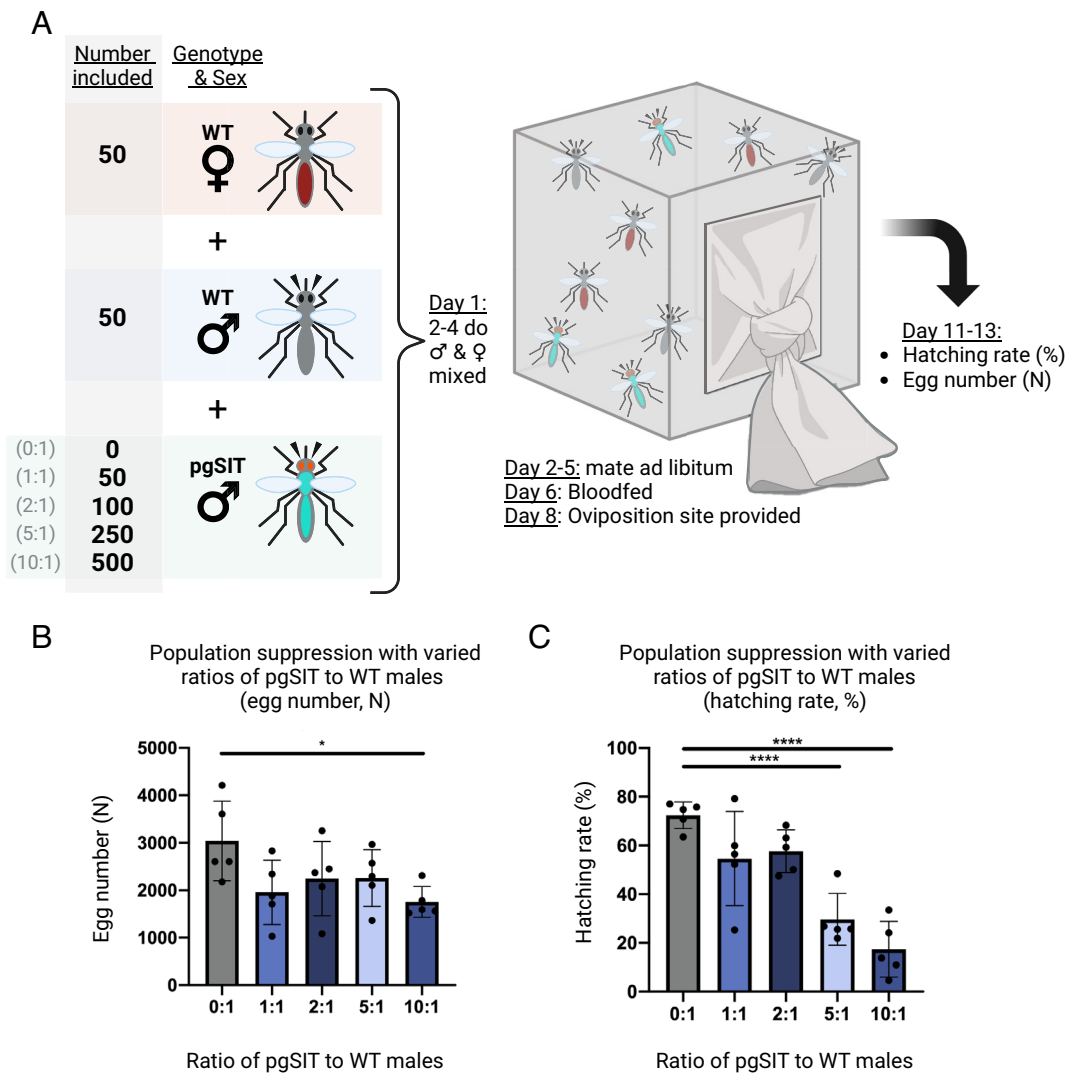 A
Number
included
Genotype
& Sex
50
WT
♀
+
50
WT
♂
+
(0:1) 0
(1:1) 50
(2:1) 100
(5:1) 250
(10:1) 500
pgSIT
♂
Day 1:
2-4 do
♂ & ♀
mixed
Day 2-5: mate ad libitum
Day 6: Bloodfed
Day 8: Oviposition site provided
Day 11-13:
• Hatching rate (%)
• Egg number (N)
B
Population suppression with varied
ratios of pgSIT to WT males
(egg number, N)
*
Egg number (N)
5000
4000
3000
2000
1000
0
0:1 1:1 2:1 5:1 10:1
Ratio of pgSIT to WT males
C
Population suppression with varied
ratios of pgSIT to WT males
(hatching rate, %)
****
****
Hatching rate (%)
100
80
60
40
20
0
0:1 1:1 2:1 5:1 10:1
Ratio of pgSIT to WT males